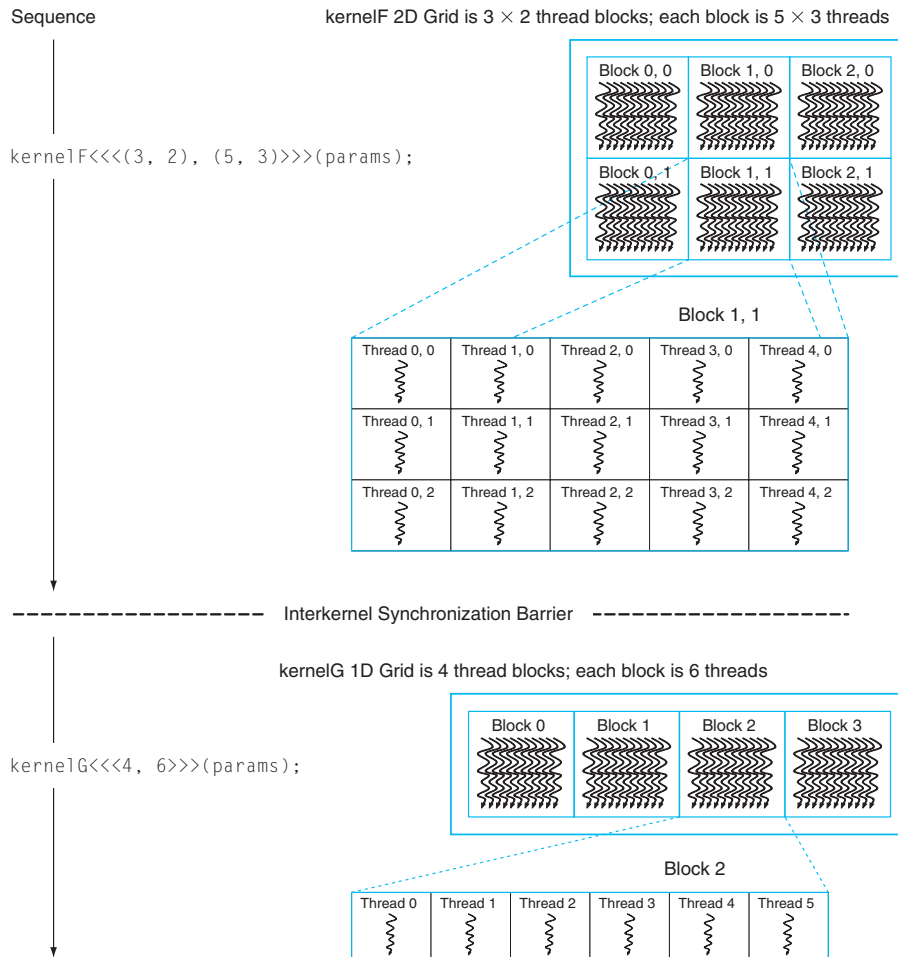 Sequence
kernelF 2D Grid is 3 × 2 thread blocks; each block is 5 × 3 threads
Block 0, 0 Block 1, 0 Block 2, 0
kernelF<<<(3, 2), (5, 3)>>>(params);
Block 0, 1 Block 1, 1 Block 2, 1
Block 1, 1
Thread 0, 0 Thread 1, 0 Thread 2, 0 Thread 3, 0 Thread 4, 0
Thread 0, 1 Thread 1, 1 Thread 2, 1 Thread 3, 1 Thread 4, 1
Thread 0, 2 Thread 1, 2 Thread 2, 2 Thread 3, 2 Thread 4, 2
Interkernel Synchronization Barrier
kernelG 1D Grid is 4 thread blocks; each block is 6 threads
Block 0 Block 1 Block 2 Block 3
kernelG<<<4, 6>>>(params);
Block 2
Thread 0 Thread 1 Thread 2 Thread 3 Thread 4 Thread 5